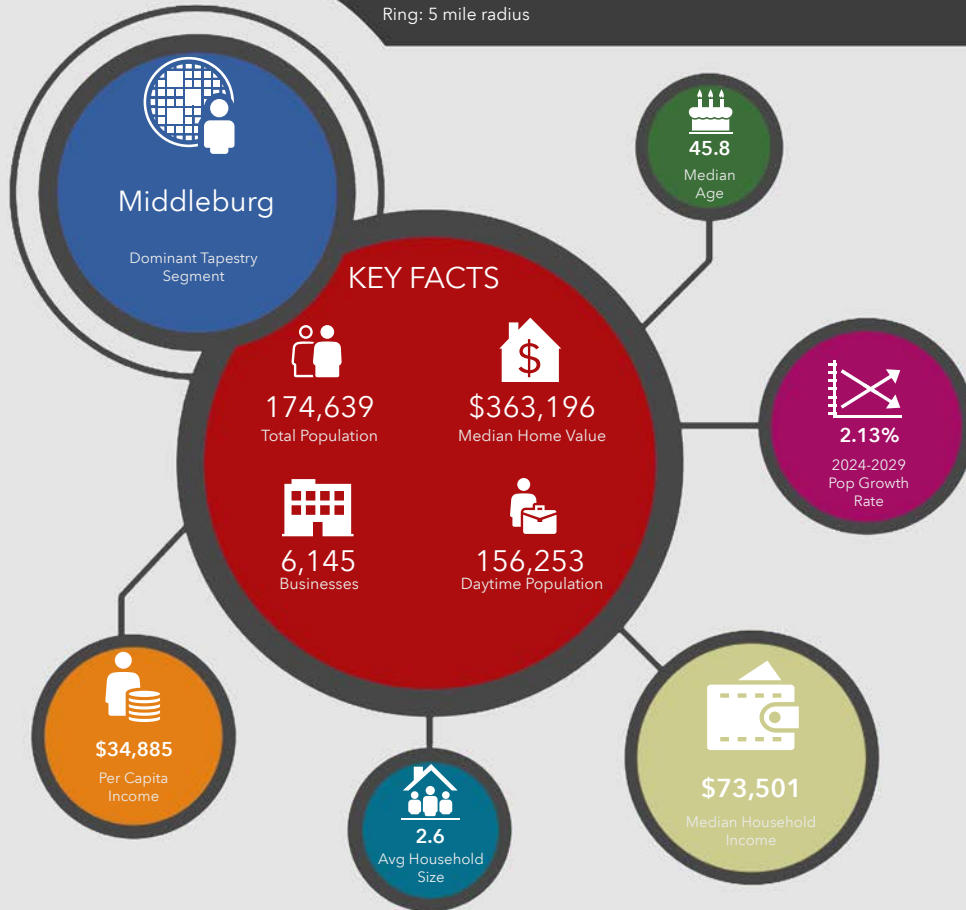 Ring: 5 mile radius
Middleburg
Dominant Tapestry
Segment
45.8
Median
Age
KEY FACTS
174,639
Total Population
$363,196
Median Home Value
6,145
Businesses
156,253
Daytime Population
2.13%
2024-2029
Pop Growth
Rate
$34,885
Per Capita
Income
2.6
Avg Household
Size
$73,501
Median Household
Income